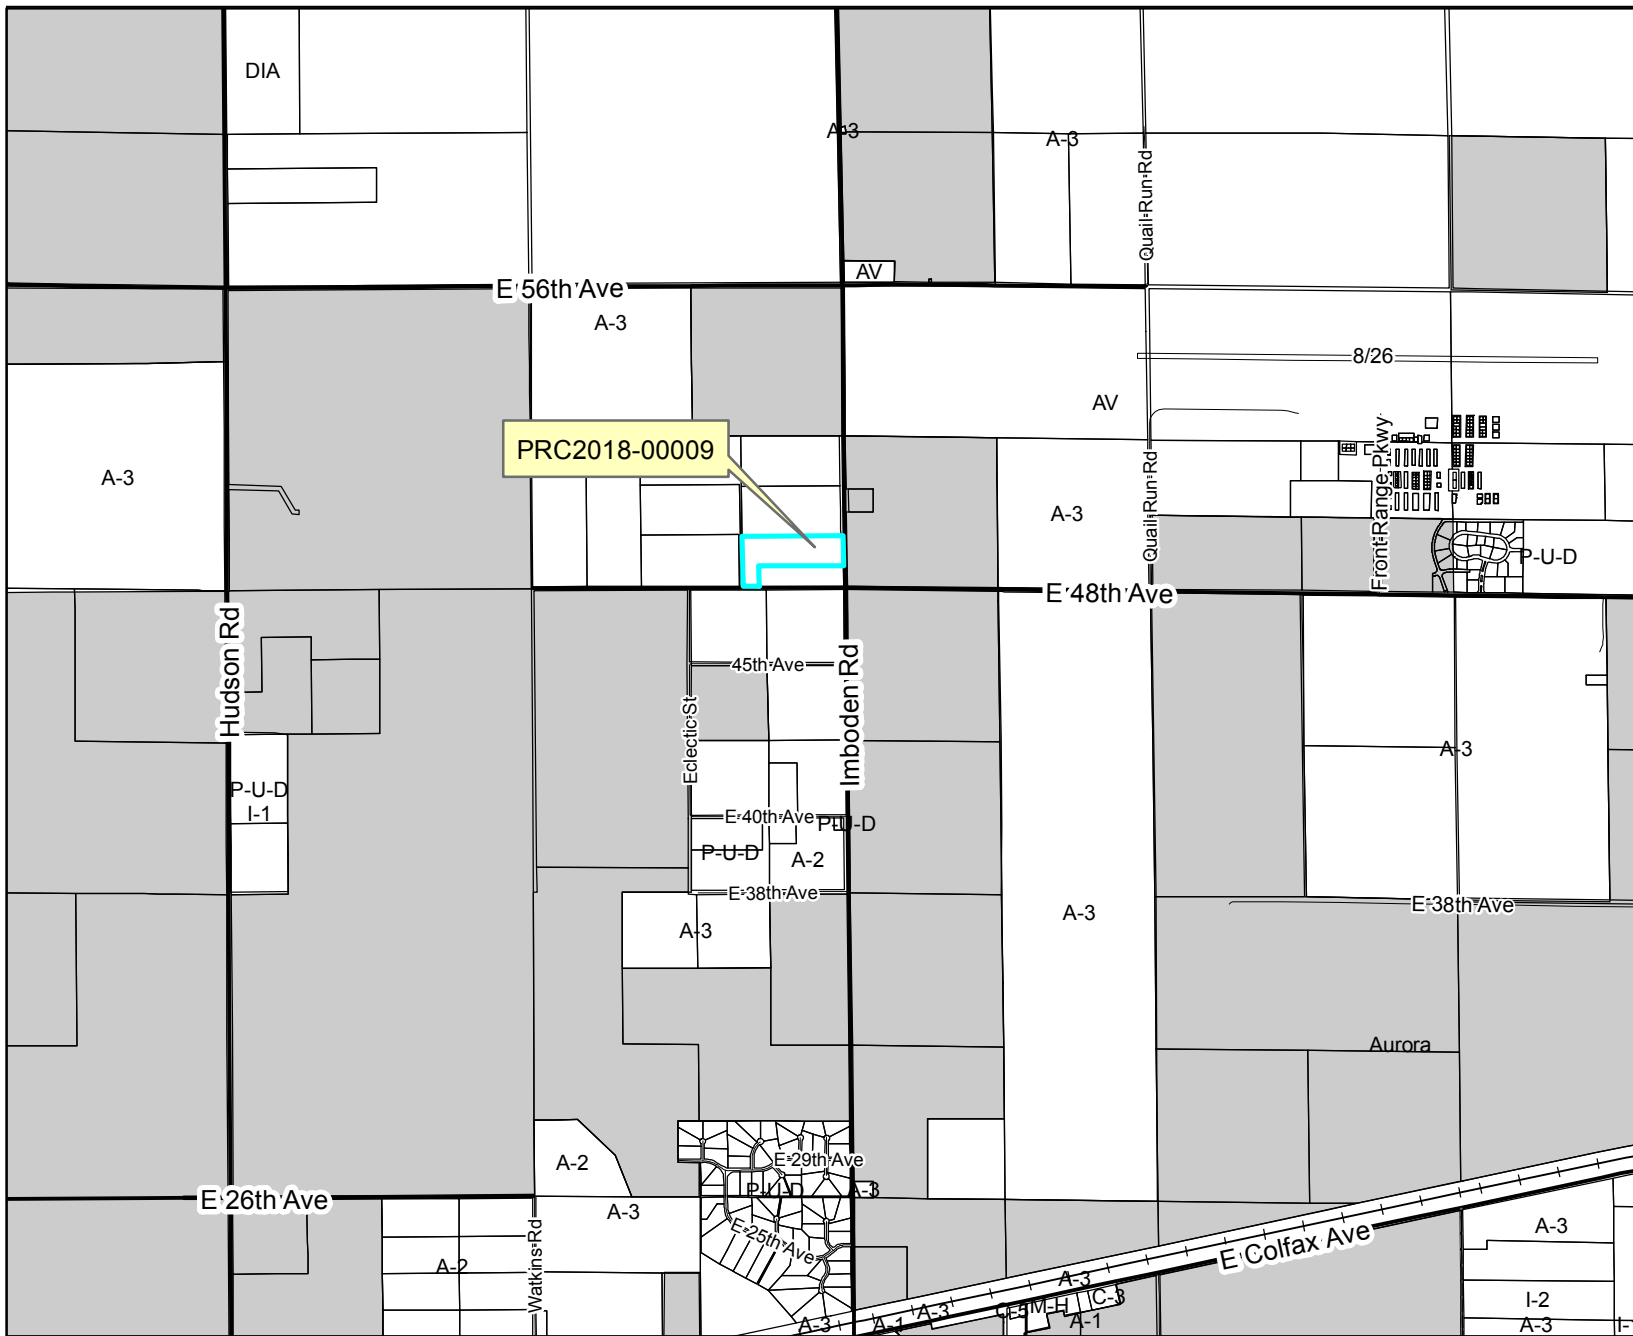 DIA
A-3
A-3
Quail Run Rd
AV
E 56th Ave
A-3
8/26
AV
PRC2018-00009
A-3
A-3
Quail Run Rd
Front Range Pkwy
P-U-D
E 48th Ave
Hudson Rd
45th Ave
Imboden Rd
Eclectic St
A-3
P-U-D
I-1
E 40th Ave
P-U-D
P-U-D
A-2
E 38th Ave
E 38th Ave
A-3
A-3
Aurora
A-2
E 29th Ave
P-U-D
A-3
E 26th Ave
A-3
E 25th Ave
Watkins Rd
A-2
A-3
E Colfax Ave
A-3
C-3
I-2
A-3
M-H
C-5
A-3
A-1
A-3
A-1
A-3